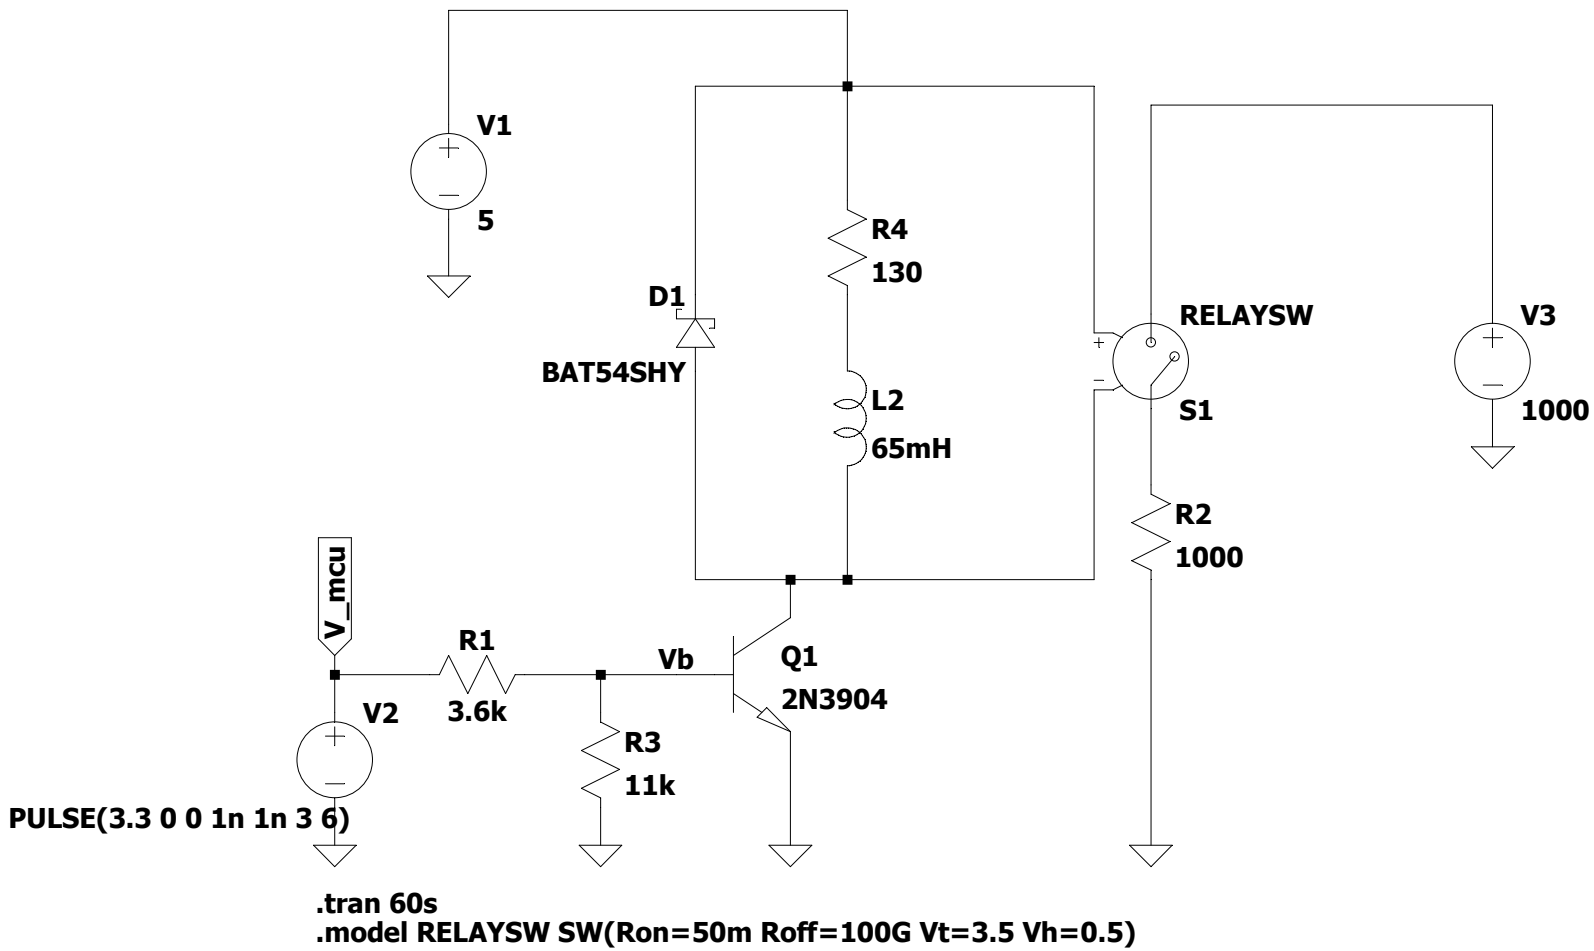 V1
+
5
D1
BAT54SHY
R4
130
L2
65mH
+
RELAYSW
S1
V3
+
1000
R2
1000
V_mcu
R1
3.6k
Vb
Q1
2N3904
V2
+
PULSE(3.3 0 0 1n 1n 3 6)
R3
11k
.tran 60s
.model RELAYSW SW(Ron=50m Roff=100G Vt=3.5 Vh=0.5)